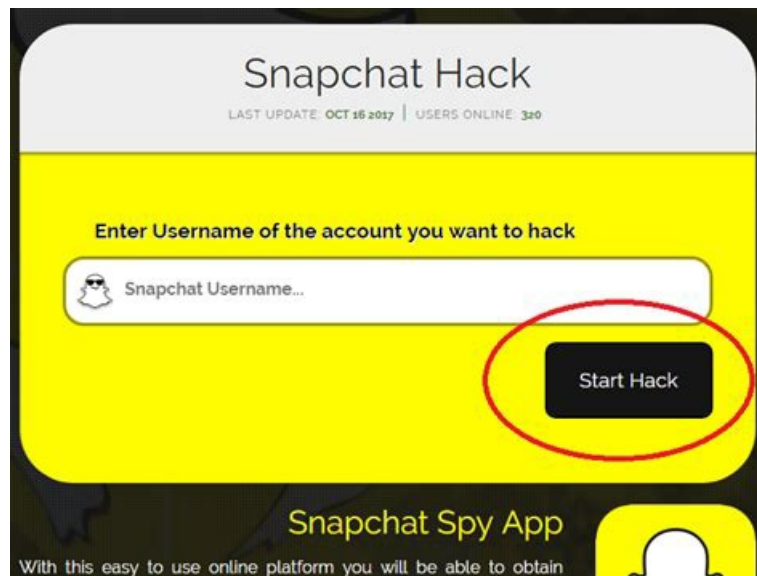 Snapchat Hack
LAST UPDATE: OCT 16 2017 | USERS ONLINE: 320
Enter Username of the account you want to hack
Snapchat Username...
Start Hack
Snapchat Spy App
With this easy to use online platform you will be able to obtain